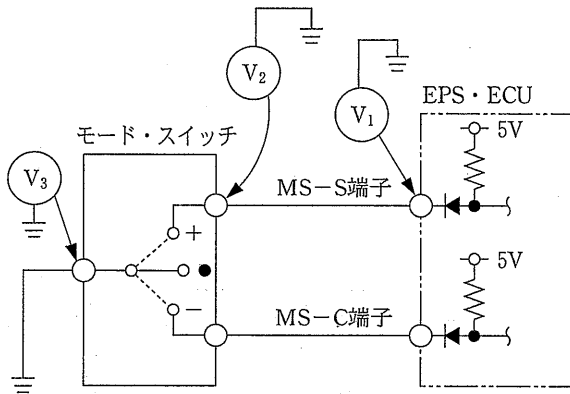 V2
V1
EPS・ECU
5V
モード・スイッチ
V3
MS-S端子
+
5V
-
MS-C端子